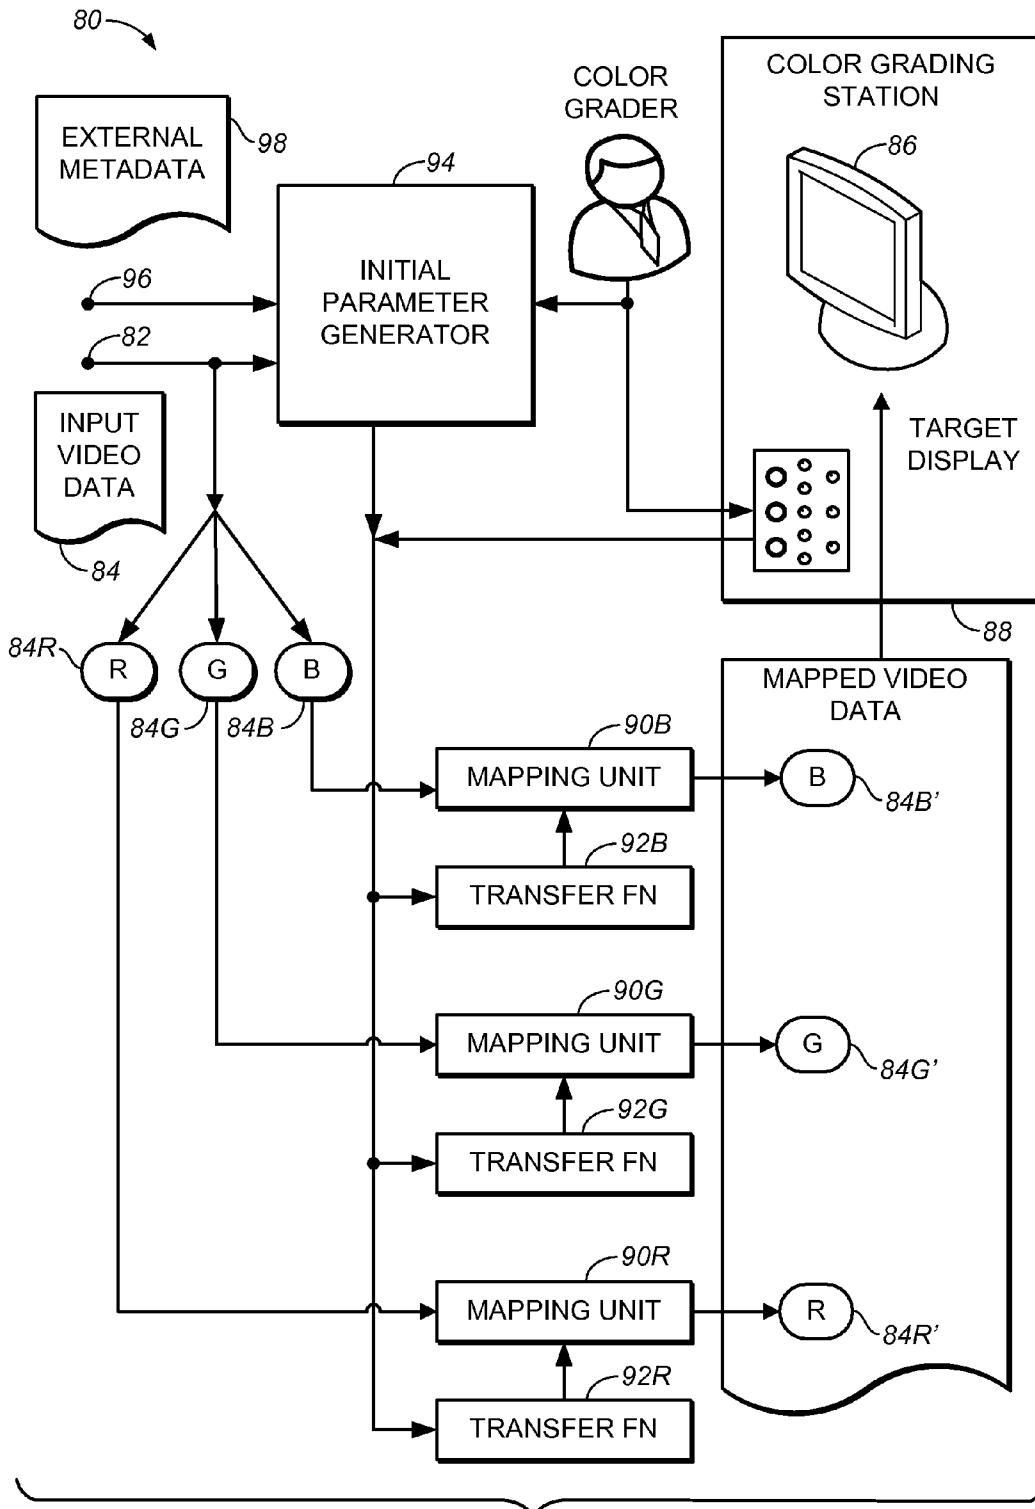 80
COLOR GRADING
STATION
COLOR
GRADER
EXTERNAL
METADATA
98
94
86
INITIAL
PARAMETER
GENERATOR
96
82
INPUT
VIDEO
DATA
TARGET
DISPLAY
84
88
84R
R
G
B
84G
84B
MAPPED VIDEO
DATA
90B
MAPPING UNIT
B
84B’
92B
TRANSFER FN
90G
MAPPING UNIT
G
84G’
92G
TRANSFER FN
90R
MAPPING UNIT
R
84R’
92R
TRANSFER FN